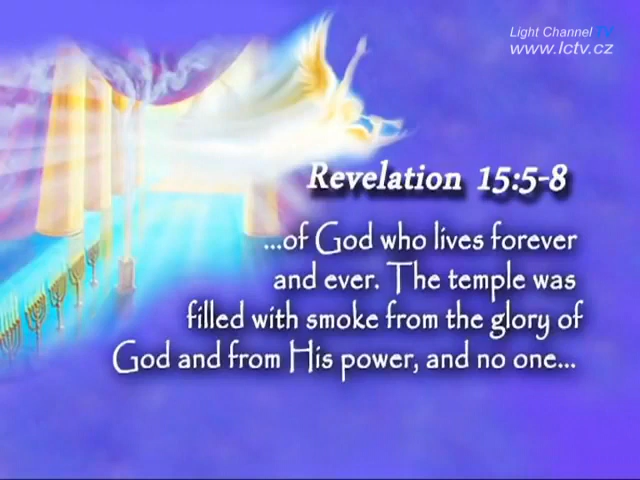 Light Channel TV
www.lctv.cz
Revelation 15:5-8
...of God who lives forever
and ever. The temple was
filled with smoke from the glory of
God and from His power, and no one...